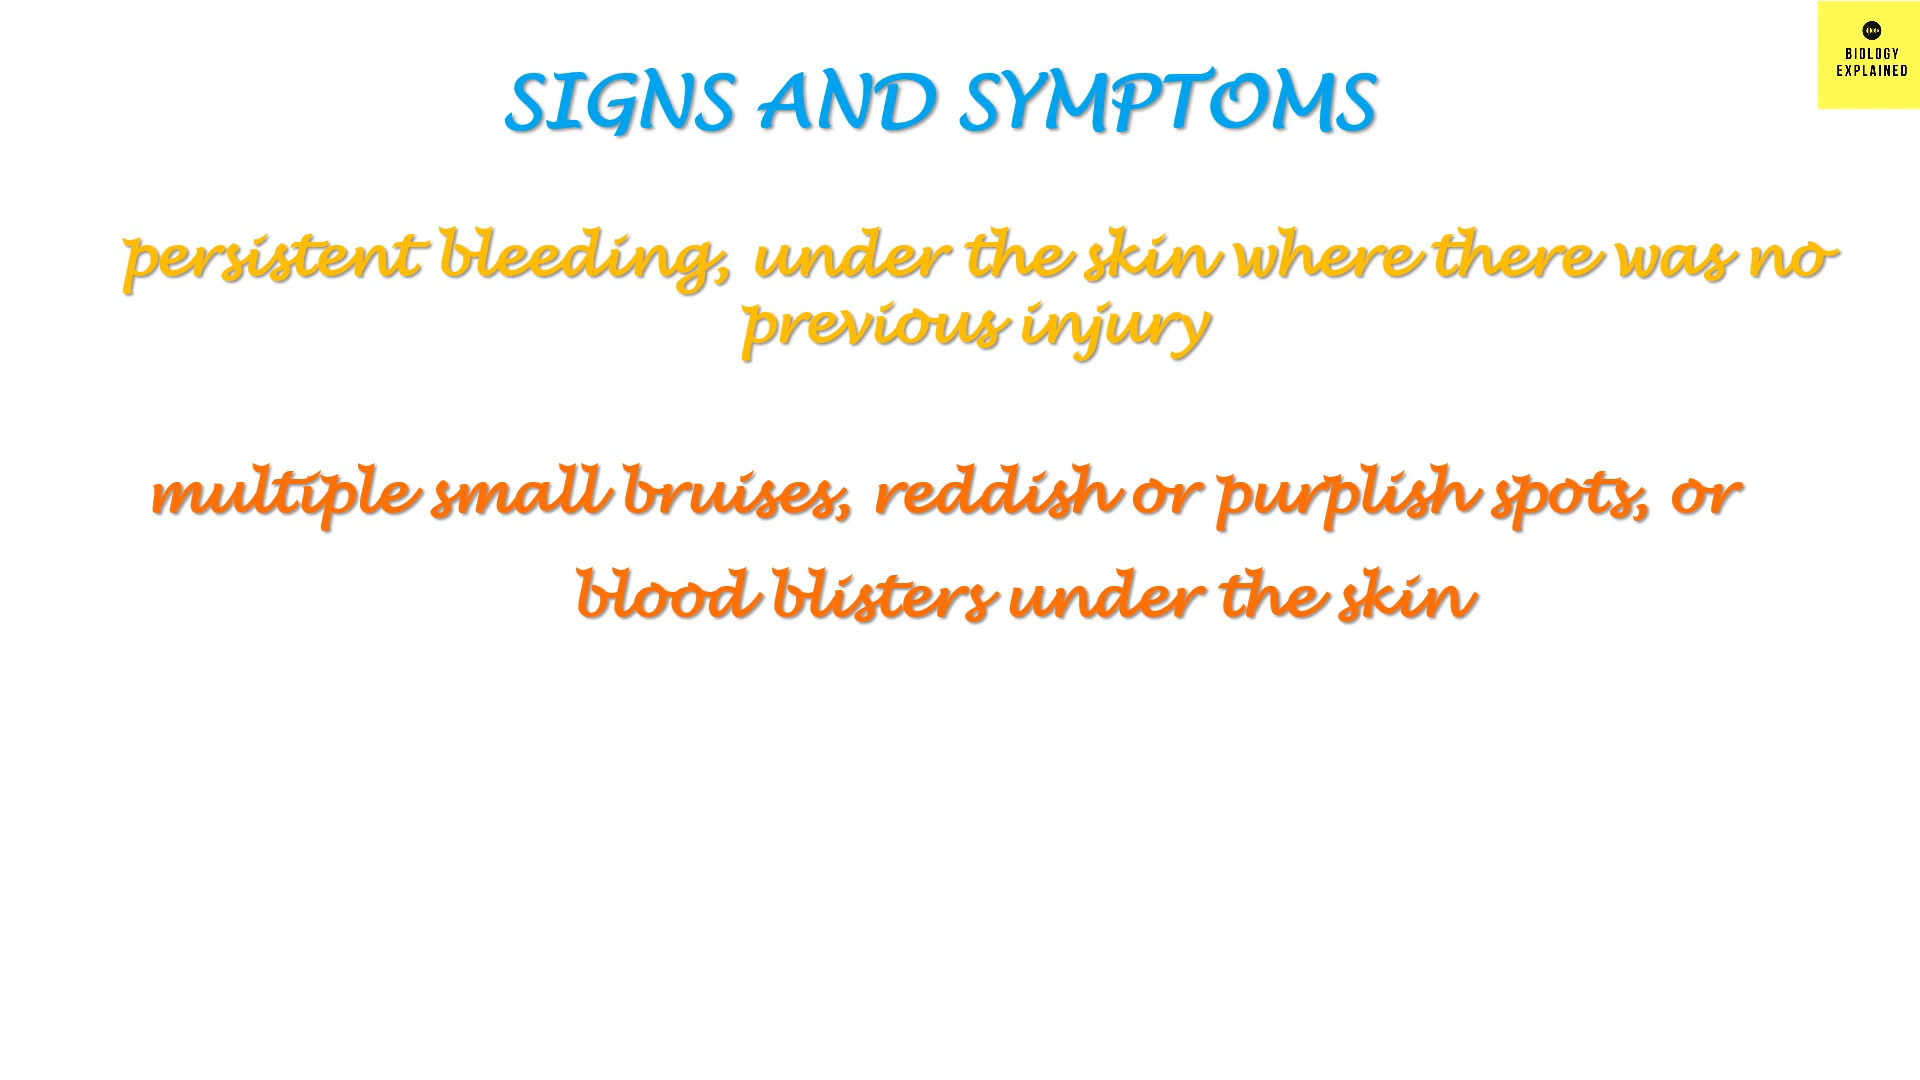 BIOLOGY
EXPLAINED
SIGNS AND SYMPTOMS
persistent bleeding, under the skin where there was no
previous injury
multiple small bruises, reddish or purplish spots, or
blood blisters under the skin